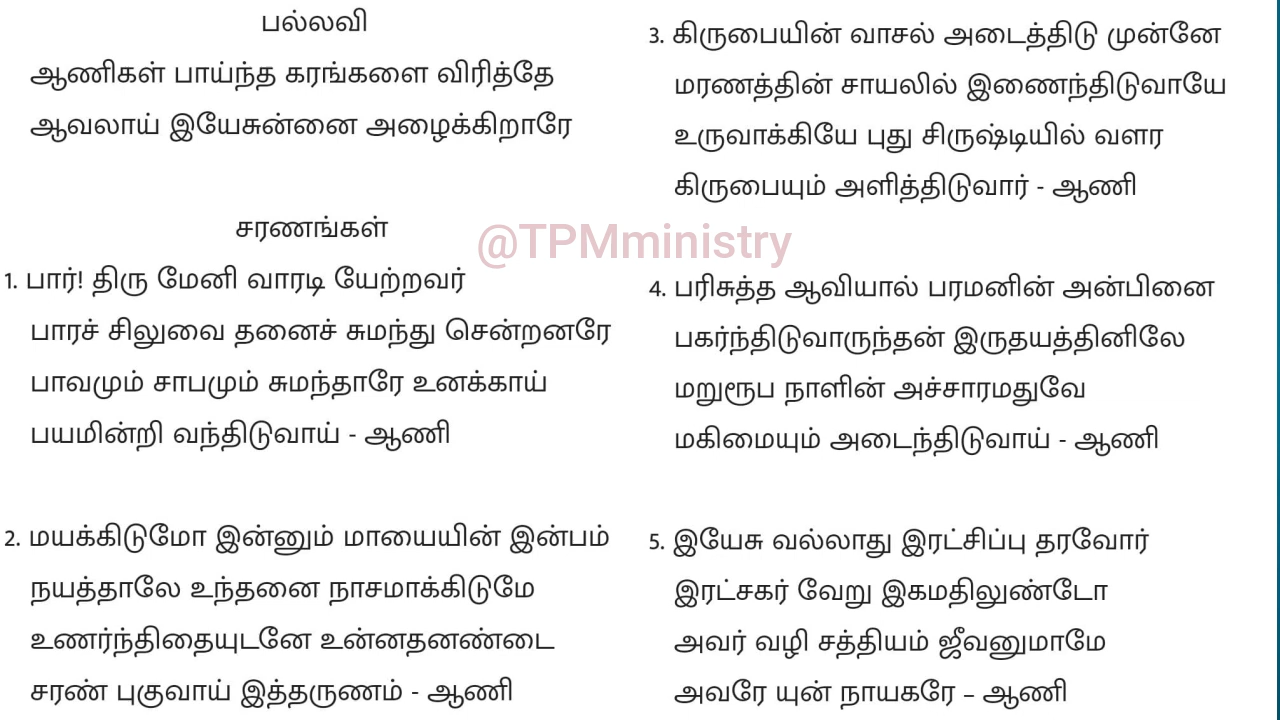 பல்லவி
ஆணிகள் பாய்ந்த கரங்களை விரித்தே
ஆவலாய் இயேசுன்னை அழைக்கிறாரே
சரணங்கள்
1. பார்! திரு மேனி வாரடி யேற்றவர்
பாரச் சிலுவை தனைச் சுமந்து சென்றனரே
பாவமும் சாபமும் சுமந்தாரே உனக்காய்
பயமின்றி வந்திடுவாய் - ஆணி
2. மயக்கிடுமோ இன்னும் மாயையின் இன்பம்
நயத்தாலே உந்தனை நாசமாக்கிடுமே
உணர்ந்திதையுடனே உன்னதனண்டை
சரண் புகுவாய் இத்தருணம் - ஆணி
3. கிருபையின் வாசல் அடைத்திடு முன்னே
மரணத்தின் சாயலில் இணைந்திடுவாயே
உருவாக்கியே புது சிருஷ்டியில் வளர
கிருபையும் அளித்திடுவார் - ஆணி
@TPMministry
4. பரிசுத்த ஆவியால் பரமனின் அன்பினை
பகர்ந்திடுவாருந்தன் இருதயத்தினிலே
மறுரூப நாளின் அச்சாரமதுவே
மகிமையும் அடைந்திடுவாய் - ஆணி
5. இயேசு வல்லாது இரட்சிப்பு தரவோர்
இரட்சகர் வேறு இகமதிலுண்டோ
அவர் வழி சத்தியம் ஜீவனுமாமே
அவரே யுன் நாயகரே – ஆணி